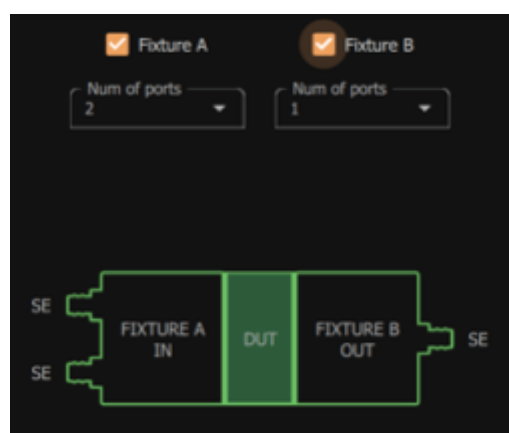 Fixture A
Fixture B
Num of ports
2
Num of ports
1
SE
SE
FIXTURE A
IN
DUT
FIXTURE B
OUT
SE